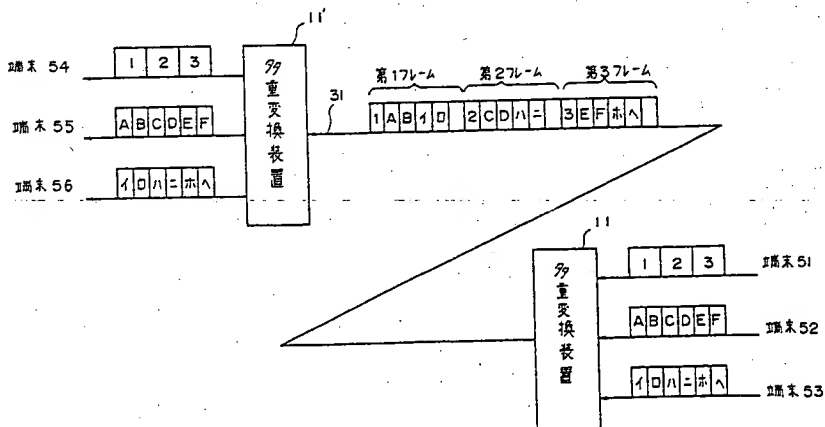 11'
端末 54
1 2 3
多重変換装置
第1フレーム 第2フレーム 第3フレーム
31
1 A B イ ロ 2 C D ハ ニ 3 E F ホ ヘ
端末 55
A B C D E F
端末 56
イ ロ ハ ニ ホ ヘ
11
多重変換装置
1 2 3
端末 51
A B C D E F
端末 52
イ ロ ハ ニ ホ ヘ
端末 53